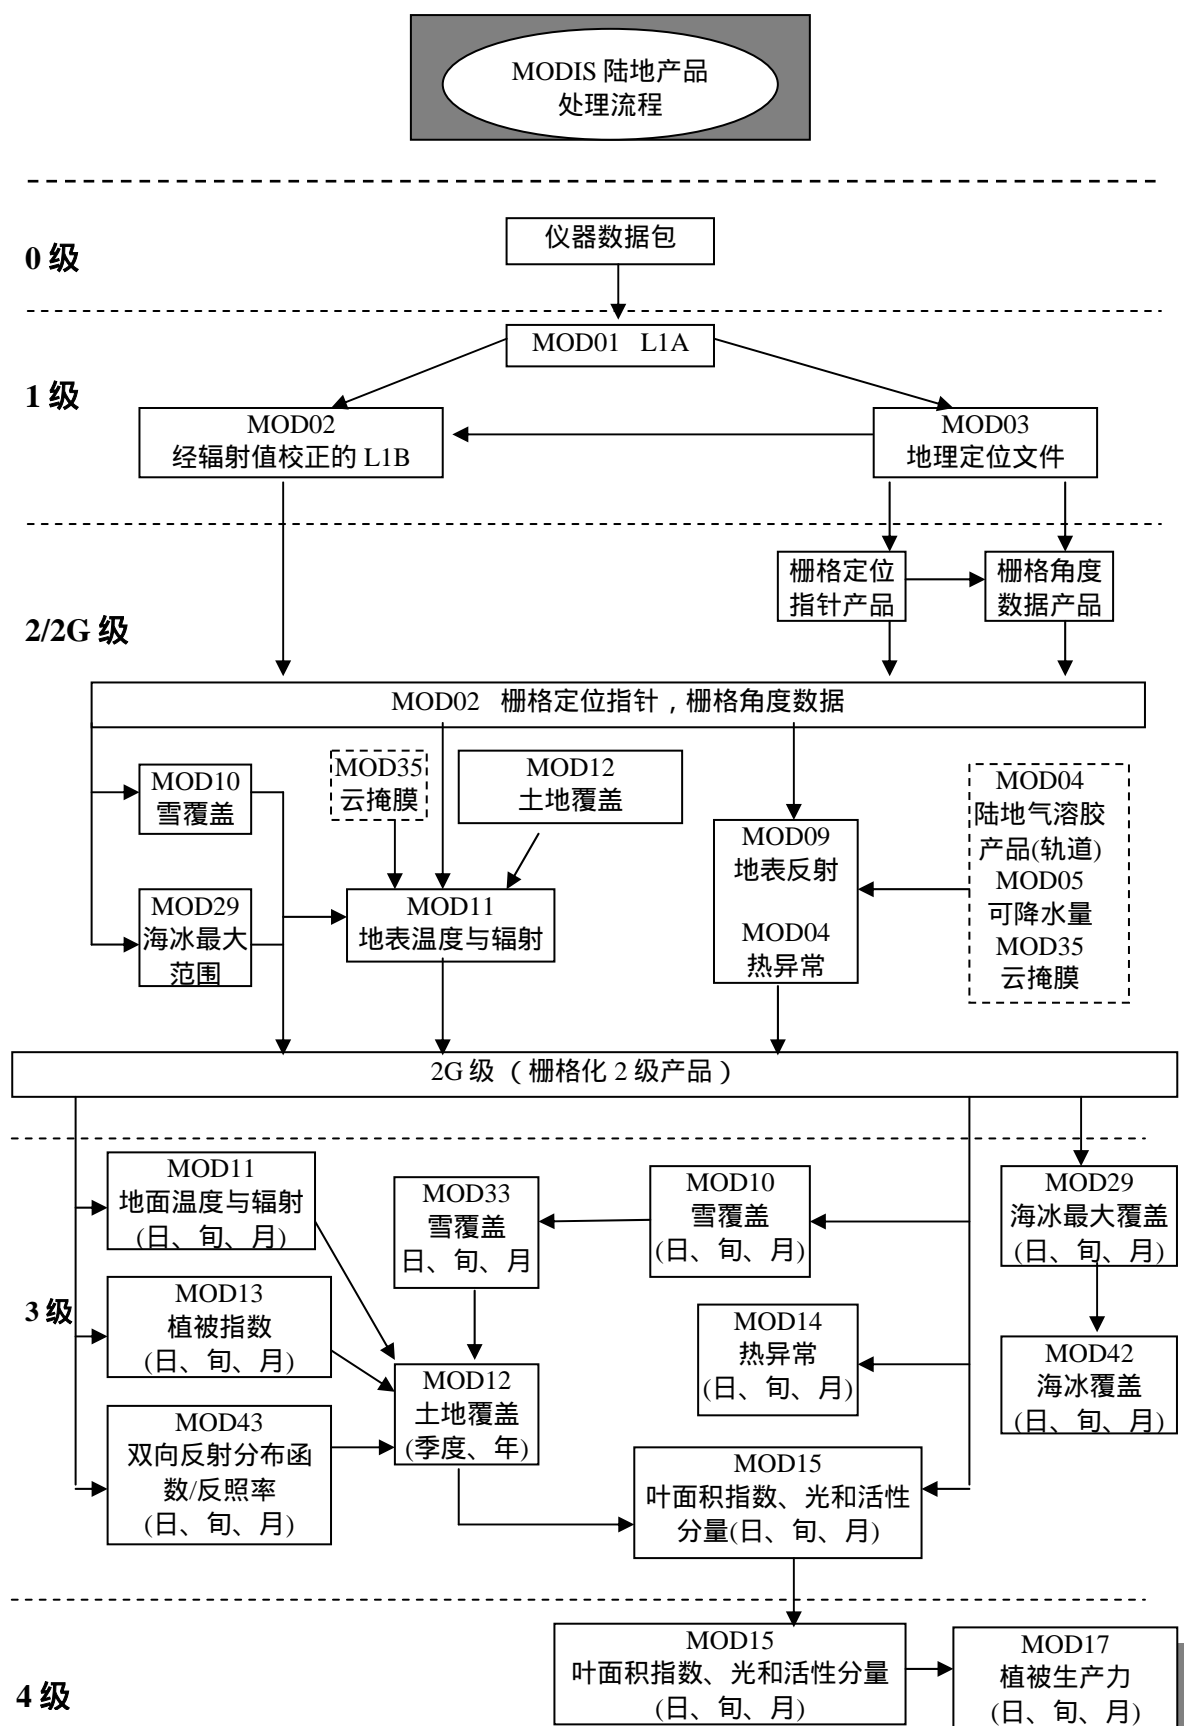 MODIS 陆地产品
处理流程
0 级
仪器数据包
1 级
MOD01 L1A
MOD02
经辐射值校正的 L1B
MOD03
地理定位文件
2/2G 级
栅格定位
指针产品
栅格角度
数据产品
MOD02 栅格定位指针，栅格角度数据
MOD10
雪覆盖
MOD35
云掩膜
MOD12
土地覆盖
MOD29
海冰最大
范围
MOD11
地表温度与辐射
MOD09
地表反射
MOD04
热异常
MOD04
陆地气溶胶
产品(轨道)
MOD05
可降水量
MOD35
云掩膜
2G 级（栅格化 2 级产品）
3 级
MOD11
地面温度与辐射
(日、旬、月)
MOD33
雪覆盖
日、旬、月
MOD10
雪覆盖
(日、旬、月)
MOD29
海冰最大覆盖
(日、旬、月)
MOD13
植被指数
(日、旬、月)
MOD12
土地覆盖
(季度、年)
MOD14
热异常
(日、旬、月)
MOD42
海冰覆盖
(日、旬、月)
MOD43
双向反射分布函
数/反照率
(日、旬、月)
MOD15
叶面积指数、光和活性
分量(日、旬、月)
4 级
MOD15
叶面积指数、光和活性分量
(日、旬、月)
MOD17
植被生产力
(日、旬、月)